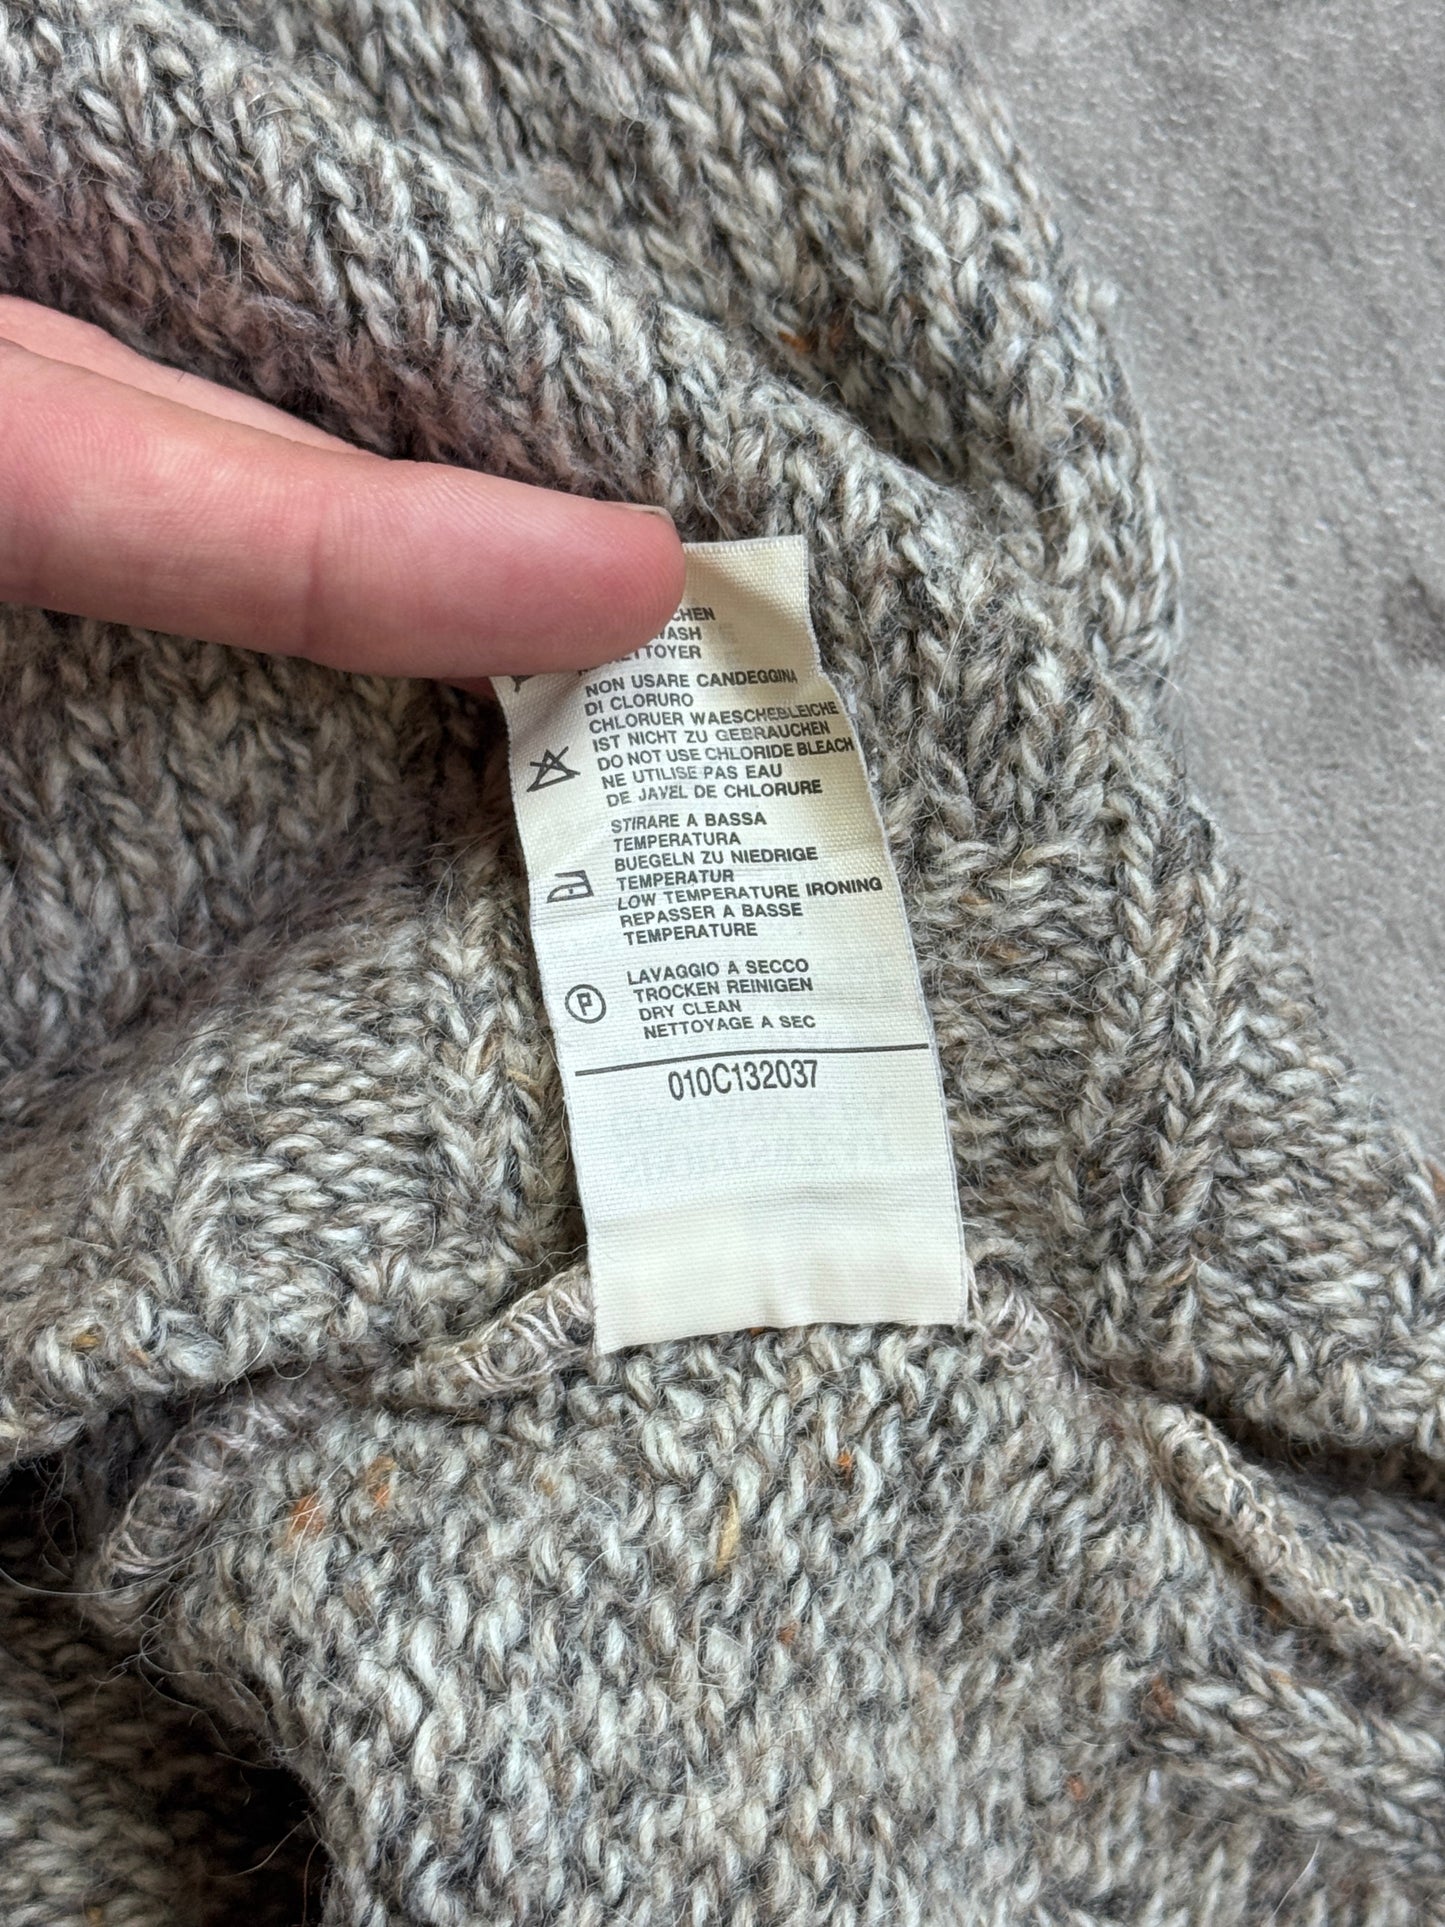 NON USARE CANDEGGINA
DI CLORURO
CHLORUER WAESCHEBLEICHE
IST NICHT ZU GEBRAUCHEN
DO NOT USE CHLORIDE BLEACH
NE UTILISE PAS EAU
DE JAVEL DE CHLORURE
STIRARE A BASSA
TEMPERATURA
BUEGELN ZU NIEDRIGE
TEMPERATUR
LOW TEMPERATURE IRONING
REPASSER A BASSE
TEMPERATURE
P
LAVAGGIO A SECCO
TROCKEN REINIGEN
DRY CLEAN
NETTOYAGE A SEC
010C132037